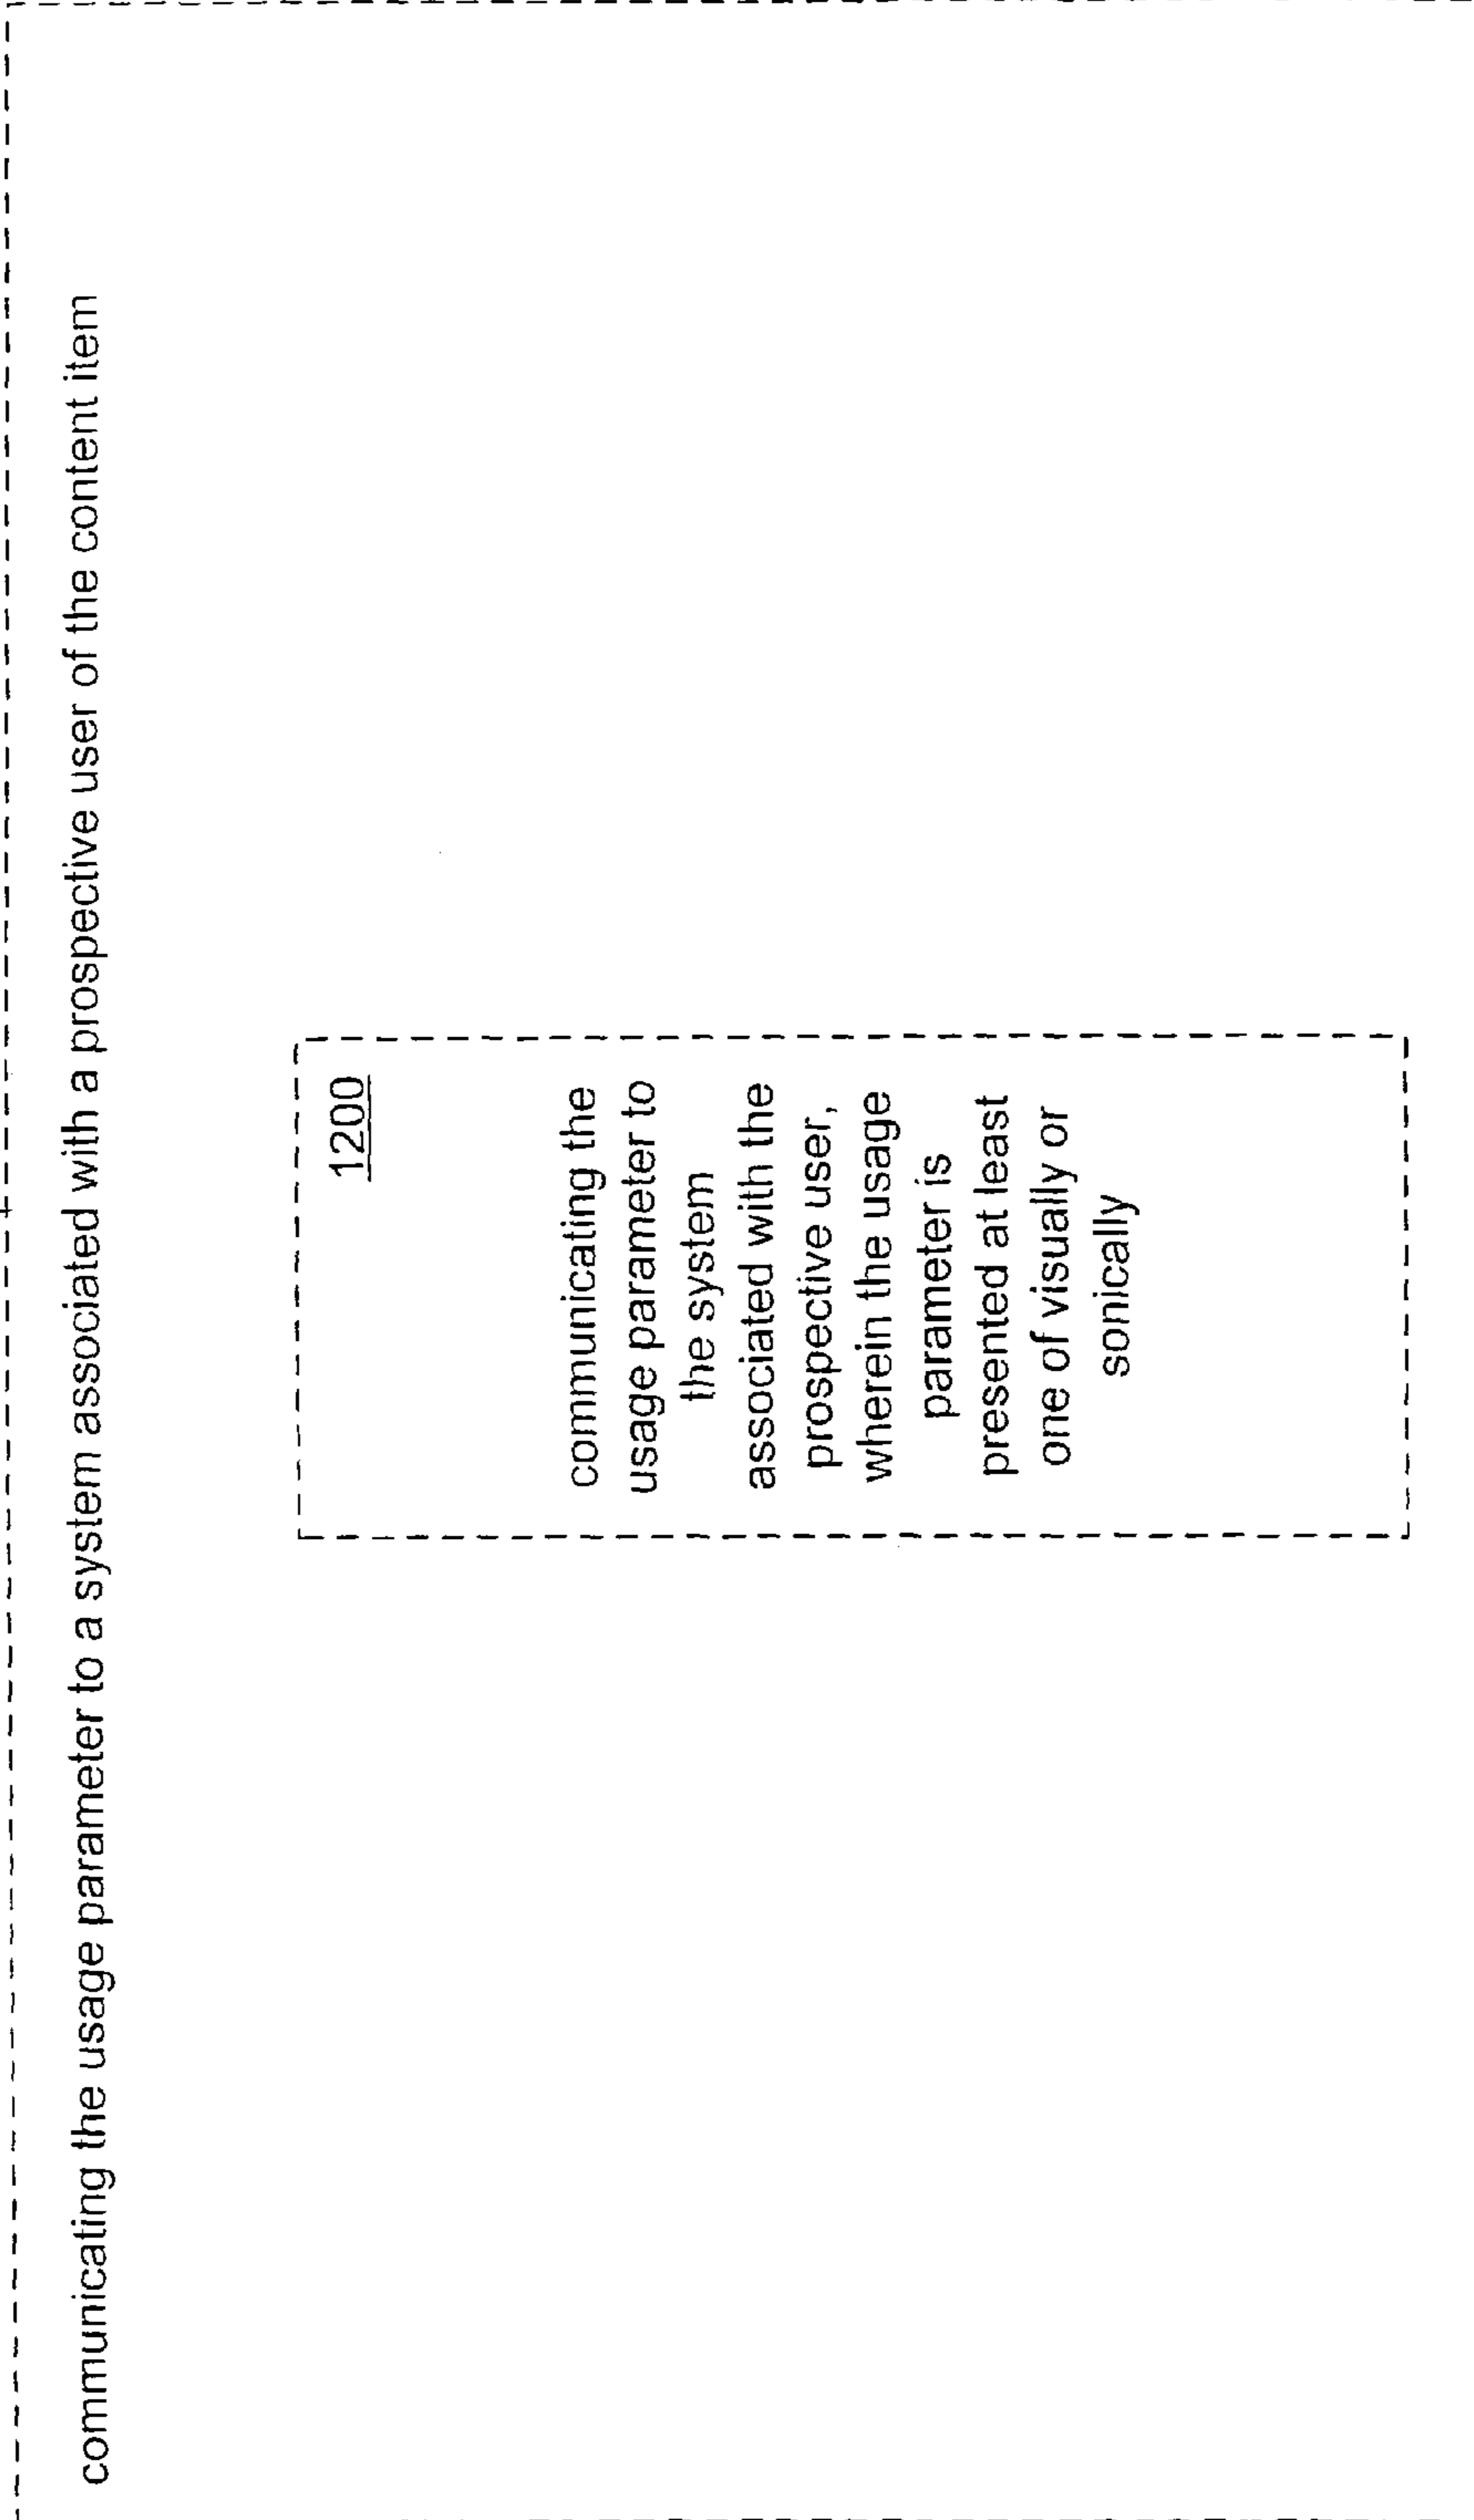 communicating the usage parameter to a system associated with a prospective user of the content item
1200
communicating the
usage parameter to
the system
associated with the
prospective user,
wherein the usage
parameter is
presented at least
one of visually or
sonically